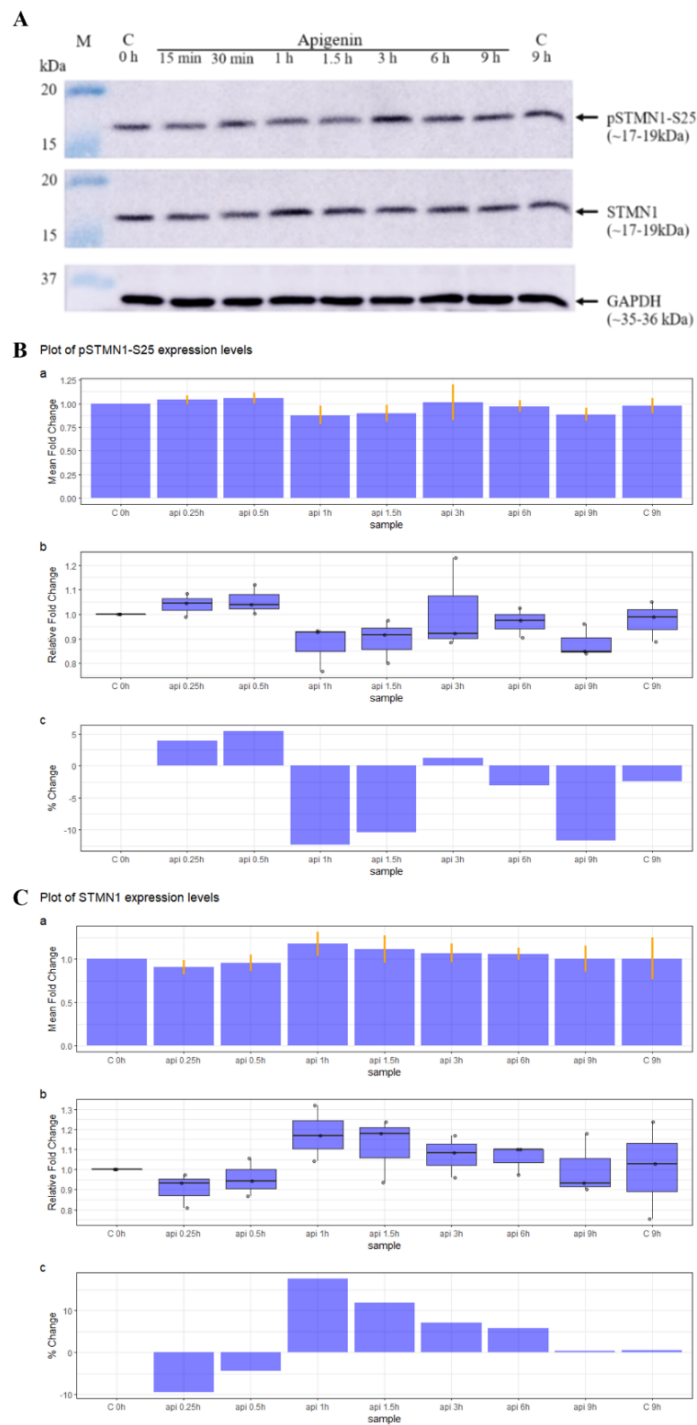 A
M C Apigenin C
0 h 15 min 30 min 1 h 1.5 h 3 h 6 h 9 h 9 h
kDa
20
pSTMN1-S25
15 (~17-19kDa)
20
STMN1
15 (~17-19kDa)
37
GAPDH
(~35-36 kDa)
B Plot of pSTMN1-S25 expression levels
a
Mean Fold Change
1.25
1.00
0.75
0.50
0.25
0.00
C 0h api 0.25h api 0.5h api 1h api 1.5h api 3h api 6h api 9h C 9h
sample
b
Relative Fold Change
1.2
1.1
1.0
0.9
0.8
C 0h api 0.25h api 0.5h api 1h api 1.5h api 3h api 6h api 9h C 9h
sample
c
% Change
5
0
-5
-10
C 0h api 0.25h api 0.5h api 1h api 1.5h api 3h api 6h api 9h C 9h
sample
C Plot of STMN1 expression levels
a
Mean Fold Change
1.0
0.5
0.0
C 0h api 0.25h api 0.5h api 1h api 1.5h api 3h api 6h api 9h C 9h
sample
b
Relative Fold Change
1.3
1.2
1.1
1.0
0.9
0.8
C 0h api 0.25h api 0.5h api 1h api 1.5h api 3h api 6h api 9h C 9h
sample
c
% Change
10
0
-10
C 0h api 0.25h api 0.5h api 1h api 1.5h api 3h api 6h api 9h C 9h
sample